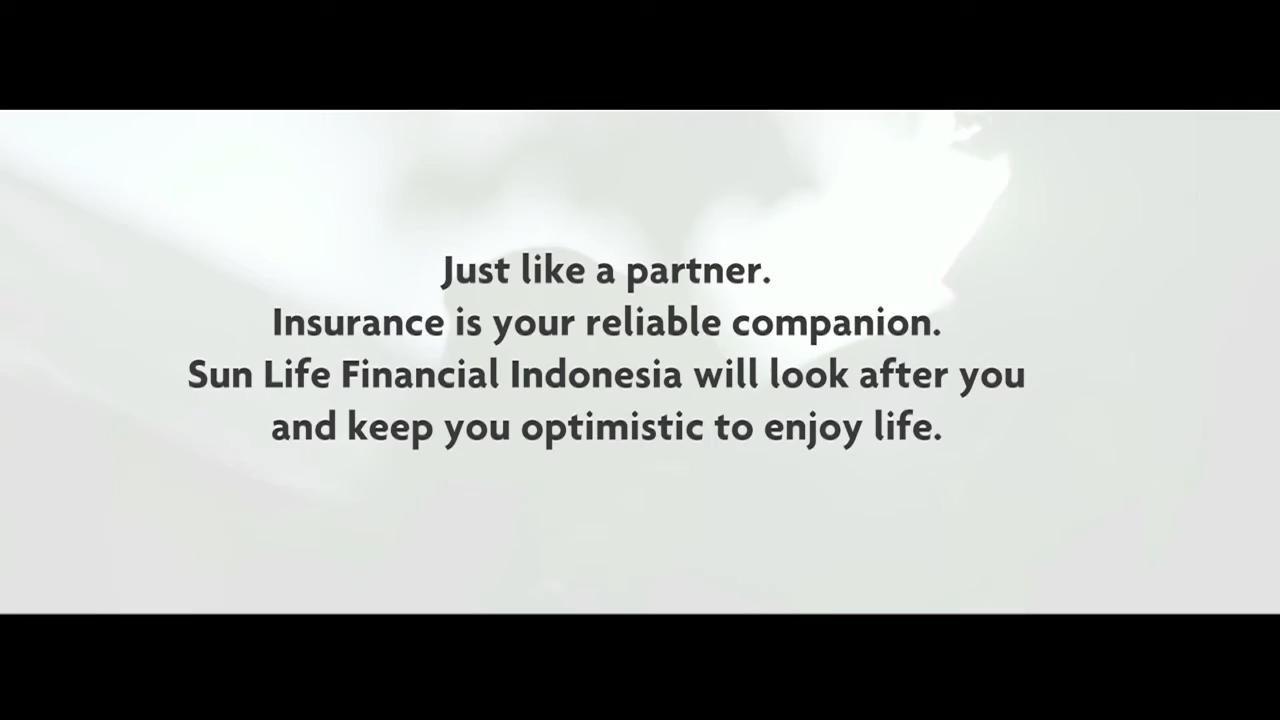 Just like a partner.
Insurance is your reliable companion.
Sun Life Financial Indonesia will look after you
and keep you optimistic to enjoy life.